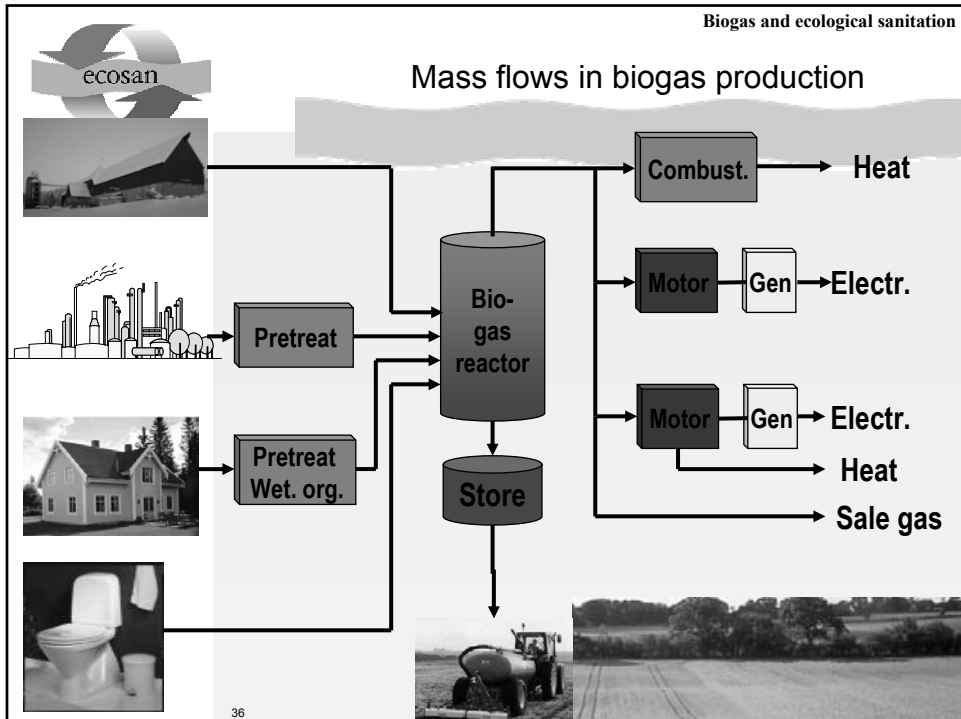 Biogas and ecological sanitation
ecosan
Mass flows in biogas production
Combust.
Heat
Bio-
gas
reactor
Motor
Gen
Electr.
Pretreat
Motor
Gen
Electr.
Pretreat
Wet. org.
Heat
Store
Sale gas
36